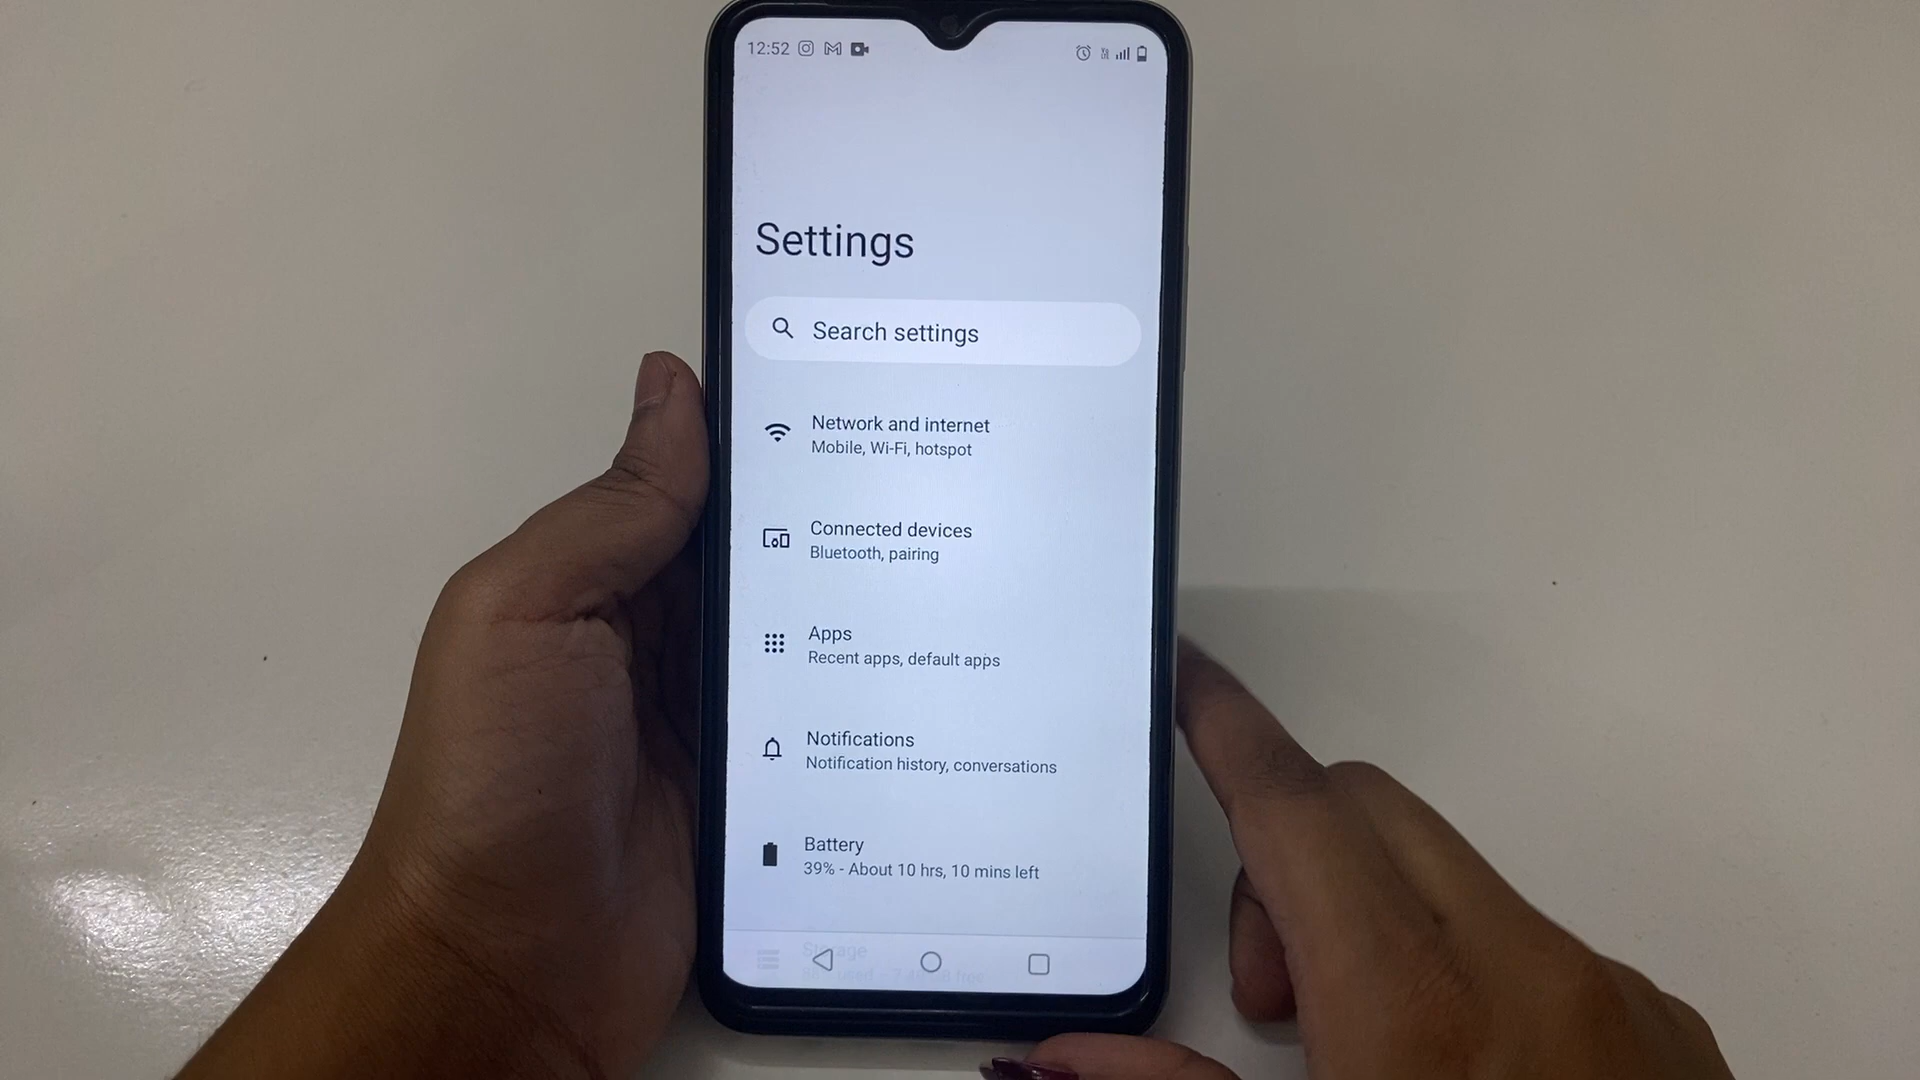 12:52
Settings
Search settings
Network and internet
Mobile, Wi-Fi, hotspot
Connected devices
Bluetooth, pairing
Apps
Recent apps, default apps
Notifications
Notification history, conversations
Battery
39% - About 10 hrs, 10 mins left
Storage